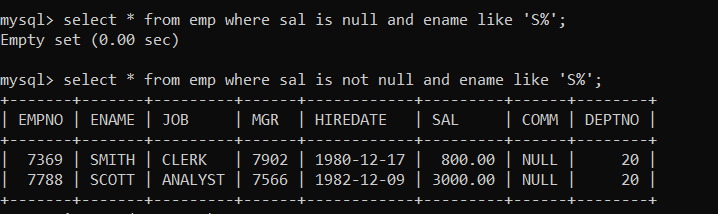 mysql> select * from emp where sal is null and ename like 'S%';
Empty set (0.00 sec)
mysql> select * from emp where sal is not null and ename like 'S%';
+-------+-------+---------+------+------------+---------+------+--------+
| EMPNO | ENAME | JOB     | MGR  | HIREDATE   | SAL     | COMM | DEPTNO |
+-------+-------+---------+------+------------+---------+------+--------+
|  7369 | SMITH | CLERK   | 7902 | 1980-12-17 |  800.00 | NULL |     20 |
|  7788 | SCOTT | ANALYST | 7566 | 1982-12-09 | 3000.00 | NULL |     20 |
+-------+-------+---------+------+------------+---------+------+--------+